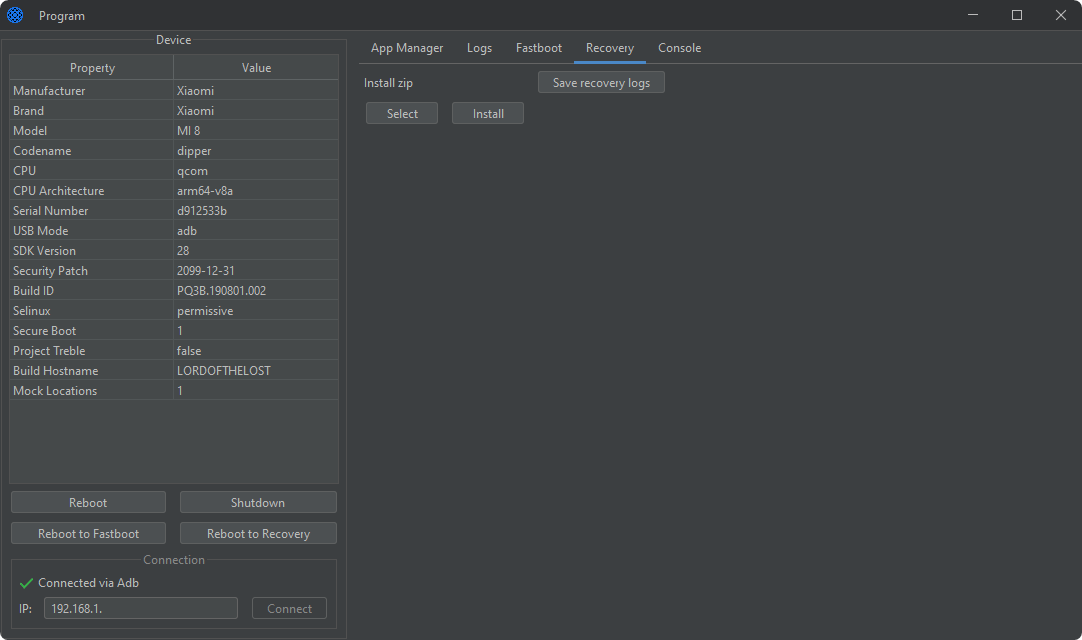 Program
Device
Property Value
Manufacturer Xiaomi
Brand Xiaomi
Model MI 8
Codename dipper
CPU qcom
CPU Architecture arm64-v8a
Serial Number d912533b
USB Mode adb
SDK Version 28
Security Patch 2099-12-31
Build ID PQ3B.190801.002
Selinux permissive
Secure Boot 1
Project Treble false
Build Hostname LORDOFTHELOST
Mock Locations 1
Reboot Shutdown
Reboot to Fastboot Reboot to Recovery
Connection
Connected via Adb
IP: 192.168.1. Connect
App Manager Logs Fastboot Recovery Console
Install zip Save recovery logs
Select Install